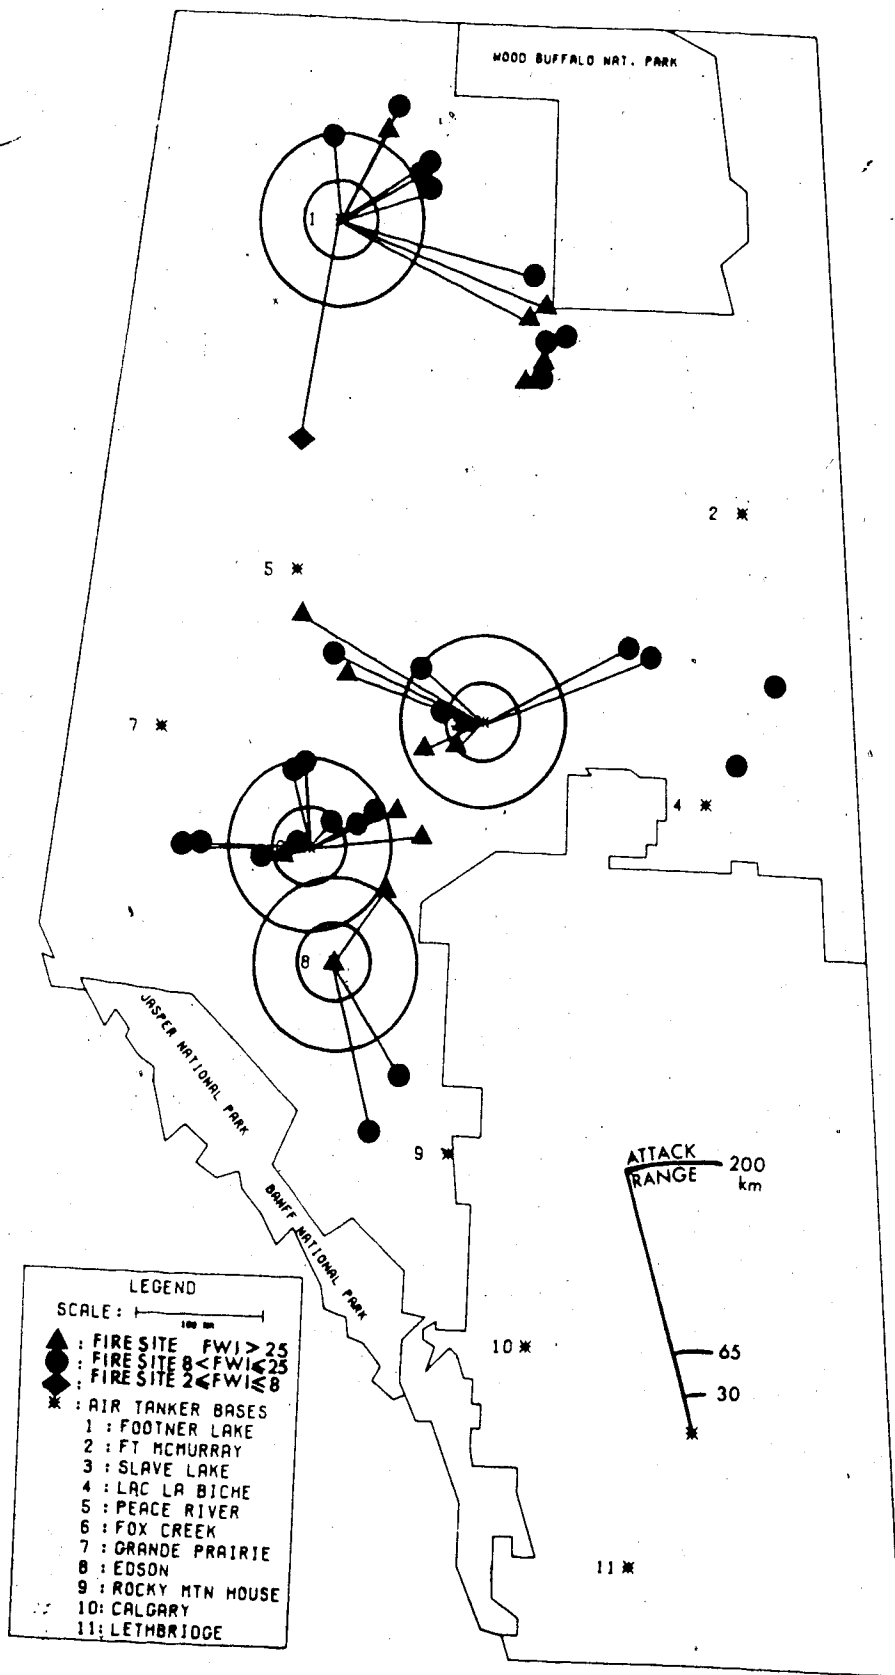 WOOD BUFFALO NAT. PARK
1
2 *
5 *
7 *
4 *
8
JASPER NATIONAL PARK
9 *
ATTACK RANGE
200 km
BANFF NATIONAL PARK
LEGEND
SCALE:
▲ : FIRE SITE FWI > 25
● : FIRE SITE 8 < FWI ≤ 25
◆ : FIRE SITE 2 ≤ FWI ≤ 8
* : AIR TANKER BASES
1 : FOOTNER LAKE
2 : FT MCMURRAY
3 : SLAVE LAKE
4 : LAC LA BICHE
5 : PEACE RIVER
6 : FOX CREEK
7 : GRANDE PRAIRIE
8 : EDSON
9 : ROCKY MTN HOUSE
10: CALGARY
11: LETHBRIDGE
10 *
65
30
11 *